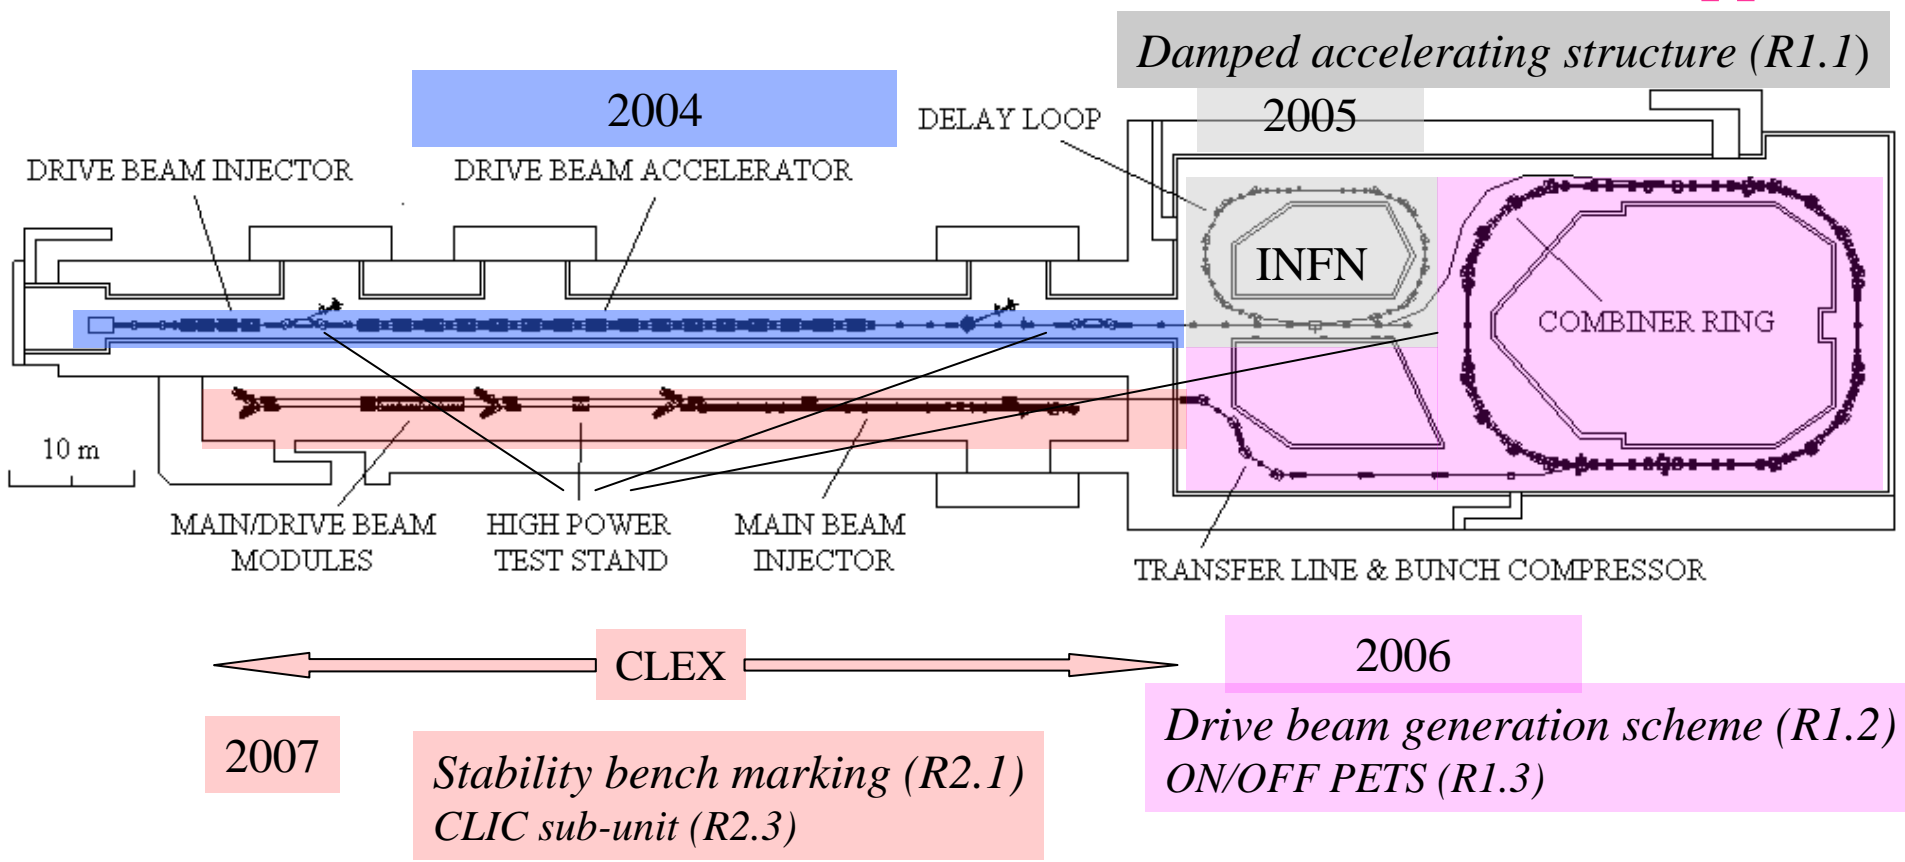 Damped accelerating structure (R1.1)
2004
2005
DELAY LOOP
DRIVE BEAM INJECTOR
DRIVE BEAM ACCELERATOR
INFN
COMBINER RING
10 m
MAIN/DRIVE BEAM
MODULES
HIGH POWER
TEST STAND
MAIN BEAM
INJECTOR
TRANSFER LINE & BUNCH COMPRESSOR
CLEX
2006
2007
Drive beam generation scheme (R1.2)
ON/OFF PETS (R1.3)
Stability bench marking (R2.1)
CLIC sub-unit (R2.3)